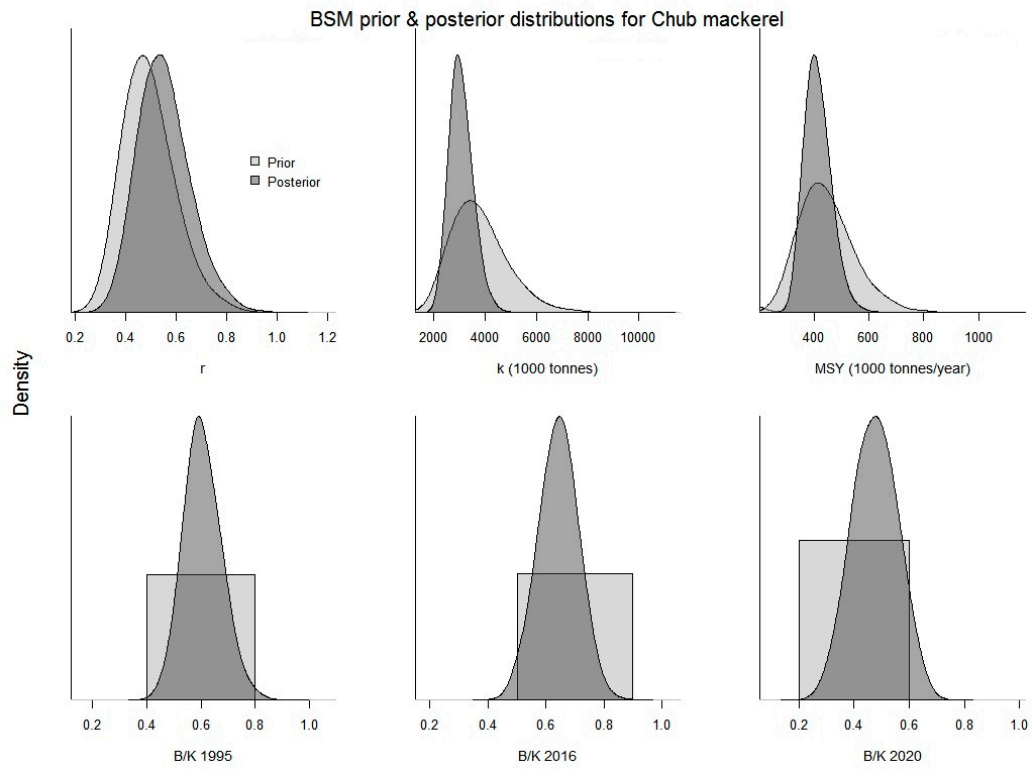 BSM prior & posterior distributions for Chub mackerel
Prior
Posterior
0.2 0.4 0.6 0.8 1.0 1.2
r
2000 4000 6000 8000 10000
k (1000 tonnes)
400 600 800 1000
MSY (1000 tonnes/year)
Density
0.2 0.4 0.6 0.8 1.0
B/K 1995
0.2 0.4 0.6 0.8 1.0
B/K 2016
0.2 0.4 0.6 0.8 1.0
B/K 2020